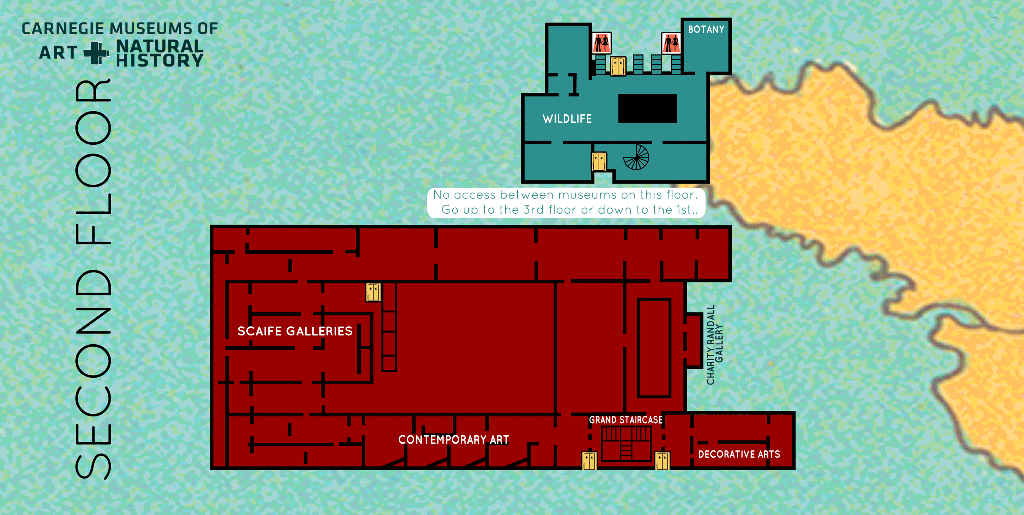 CARNEGIE MUSEUMS OF
ART NATURAL
HISTORY
SECOND FLOOR
BOTANY
WILDLIFE
No access between museums on this floor.
Go up to the 3rd floor or down to the 1st..
SCAIFE GALLERIES
CHARITY RANDALL
GALLERY
GRAND STAIRCASE
CONTEMPORARY ART
DECORATIVE ARTS